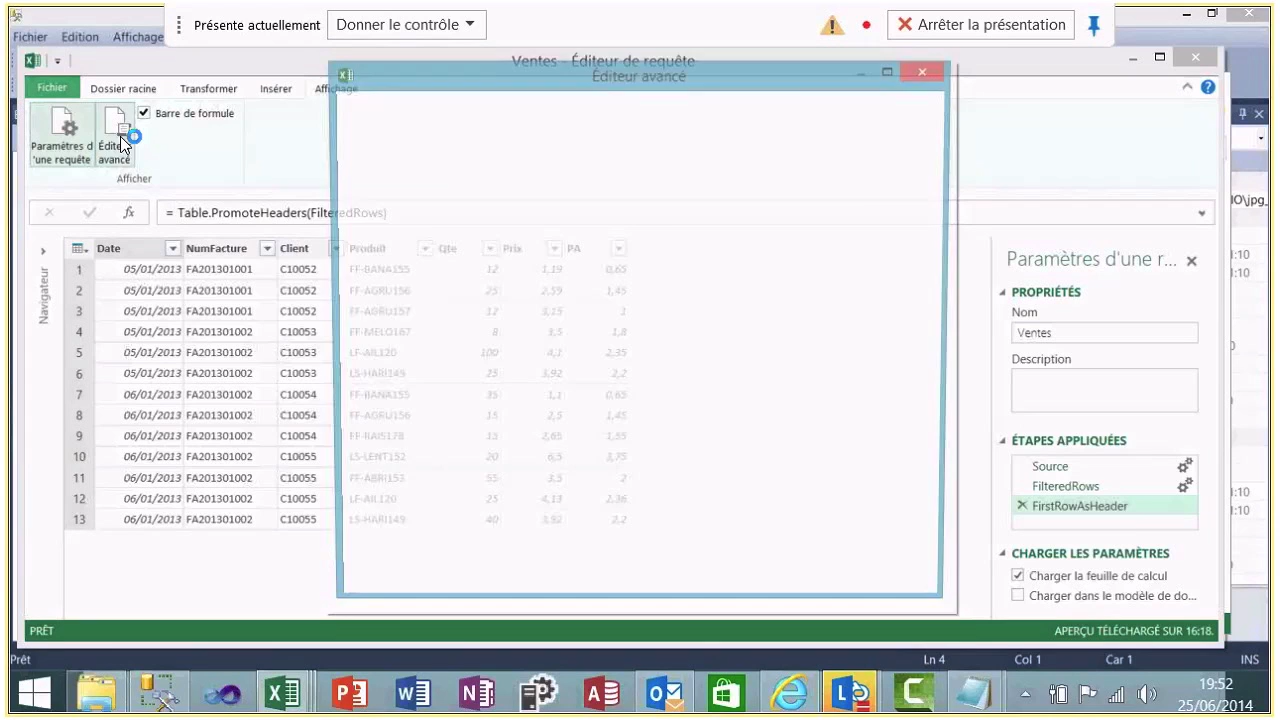 Présente actuellement
Donner le contrôle
Arrêter la présentation
Fichier Edition Affichage
Ventes - Éditeur de requête
Éditeur avancé
Fichier Dossier racine Transformer Insérer Affichage
Barre de formule
Paramètres d'une requête
avancé
Afficher
= Table.PromoteHeaders(FilteredRows)
Date NumFacture Client Produit Qte Prix PA
1 05/01/2013 FA201301001 C10052 FF-BANA155 12 1,19 0,65
2 05/01/2013 FA201301001 C10052 FF-AGRU156 25 2,59 1,45
3 05/01/2013 FA201301001 C10052 FF-AGRU157 12 3,15 1
4 05/01/2013 FA201301002 C10053 FF-MELO167 8 3,5 1,8
5 05/01/2013 FA201301002 C10053 LF-AIL120 100 4,1 2,35
6 05/01/2013 FA201301002 C10053 LS-HARI149 25 3,92 2,2
7 06/01/2013 FA201301002 C10054 FF-BANA155 35 1,1 0,65
8 06/01/2013 FA201301002 C10054 FF-AGRU156 15 2,5 1,45
9 06/01/2013 FA201301002 C10054 FF-RAIS178 15 2,65 1,55
10 06/01/2013 FA201301002 C10055 LS-LENT152 20 6,5 3,75
11 06/01/2013 FA201301002 C10055 FF-ABRI153 55 3,5 2
12 06/01/2013 FA201301002 C10055 LF-AIL120 25 4,13 2,36
13 06/01/2013 FA201301002 C10055 LS-HARI149 40 3,92 2,2
Navigateur
Paramètres d'une r...
PROPRIÉTÉS
Nom
Ventes
Description
ÉTAPES APPLIQUÉES
Source
FilteredRows
FirstRowAsHeader
CHARGER LES PARAMÈTRES
Charger la feuille de calcul
Charger dans le modèle de do...
PRÊT
APERÇU TÉLÉCHARGÉ SUR 16:18.
Prêt
Ln 4 Col 1 Car 1 INS
19:52
25/06/2014